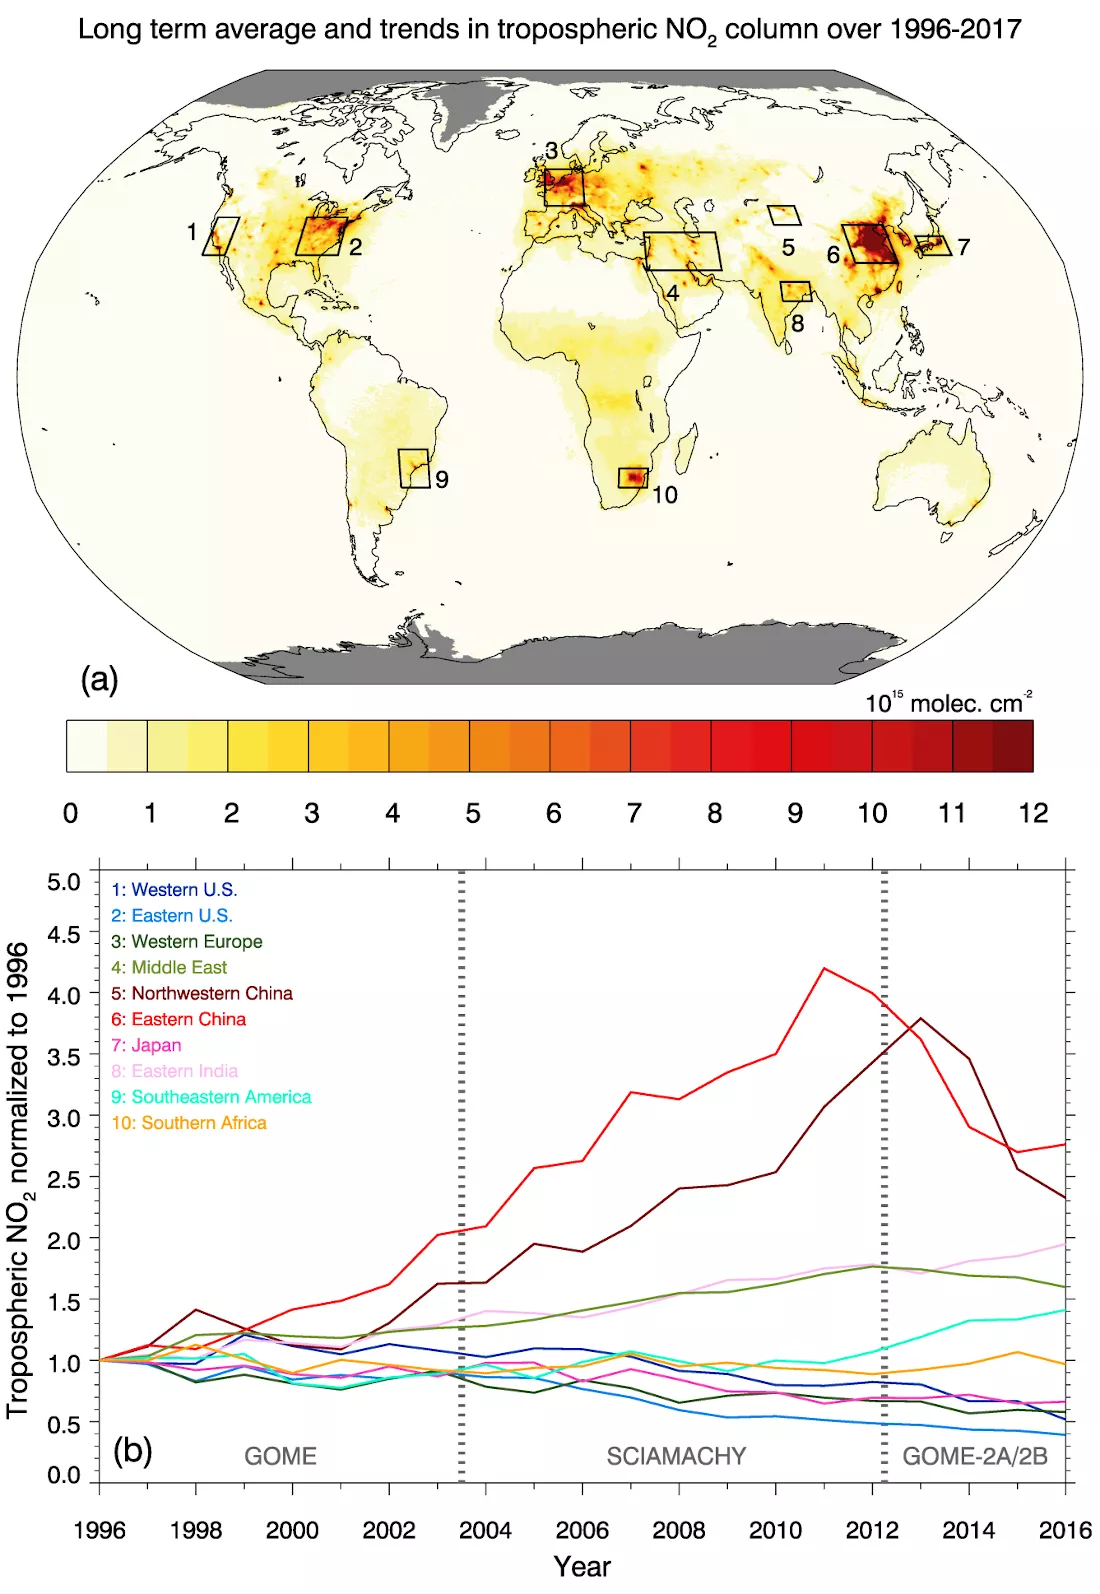 Long term average and trends in tropospheric NO2 column over 1996-2017
3
1
2
5
6
7
4
8
9
10
(a)
10^15 molec. cm^-2
0 1 2 3 4 5 6 7 8 9 10 11 12
Tropospheric NO2 normalized to 1996
5.0
4.5
4.0
3.5
3.0
2.5
2.0
1.5
1.0
0.5
0.0
1: Western U.S.
2: Eastern U.S.
3: Western Europe
4: Middle East
5: Northwestern China
6: Eastern China
7: Japan
8: Eastern India
9: Southeastern America
10: Southern Africa
(b)
GOME SCIAMACHY GOME-2A/2B
1996 1998 2000 2002 2004 2006 2008 2010 2012 2014 2016
Year